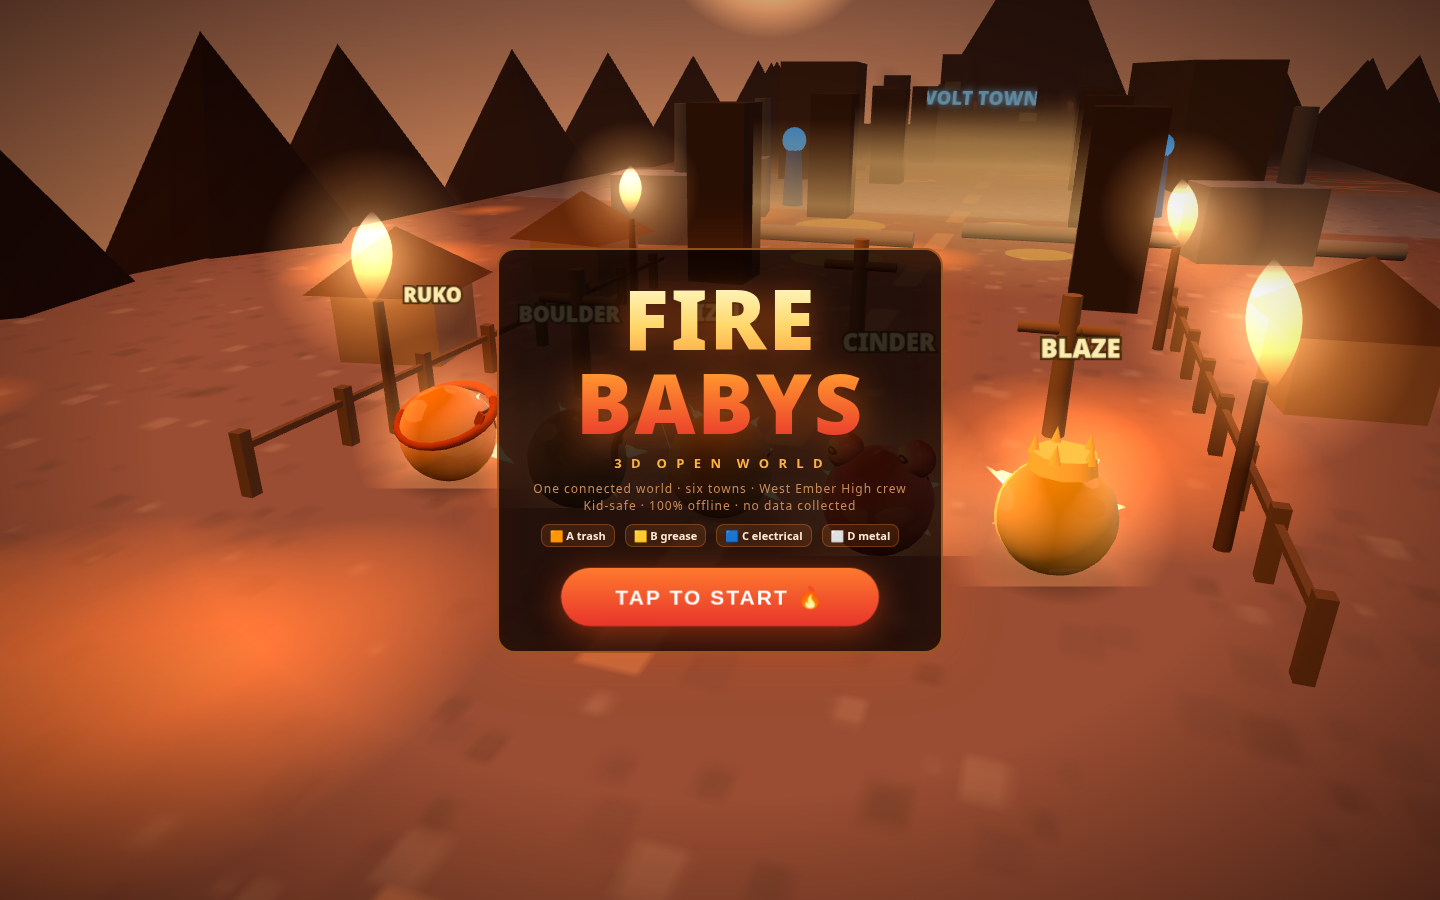 VOLT TOWN
RUKO
BOULDER
CINDER
BLAZE
FIRE
BABYS
3D OPEN WORLD
One connected world · six towns · West Ember High crew
Kid-safe · 100% offline · no data collected
🟧 A trash 🟨 B grease 🟦 C electrical ⬜ D metal
TAP TO START 🔥